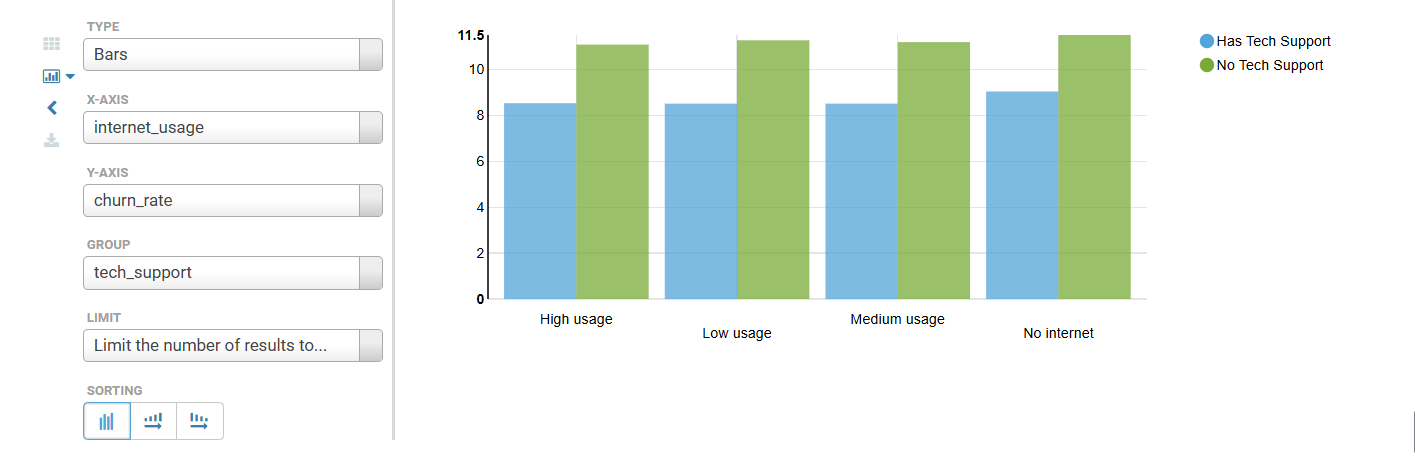 TYPE
Bars
X-AXIS
internet_usage
Y-AXIS
churn_rate
GROUP
tech_support
LIMIT
Limit the number of results to...
SORTING
11.5
10
8
6
4
2
0
High usage
Low usage
Medium usage
No internet
Has Tech Support
No Tech Support